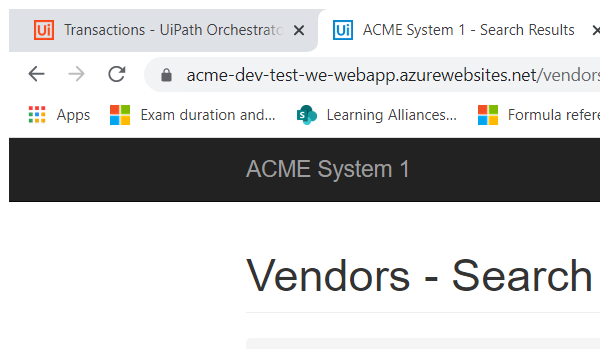 Ui Transactions - UiPath Orchestrato Ui ACME System 1 - Search Results
acme-dev-test-we-webapp.azurewebsites.net/vendors
Apps Exam duration and... S Learning Alliances... Formula refere
ACME System 1
Vendors - Search